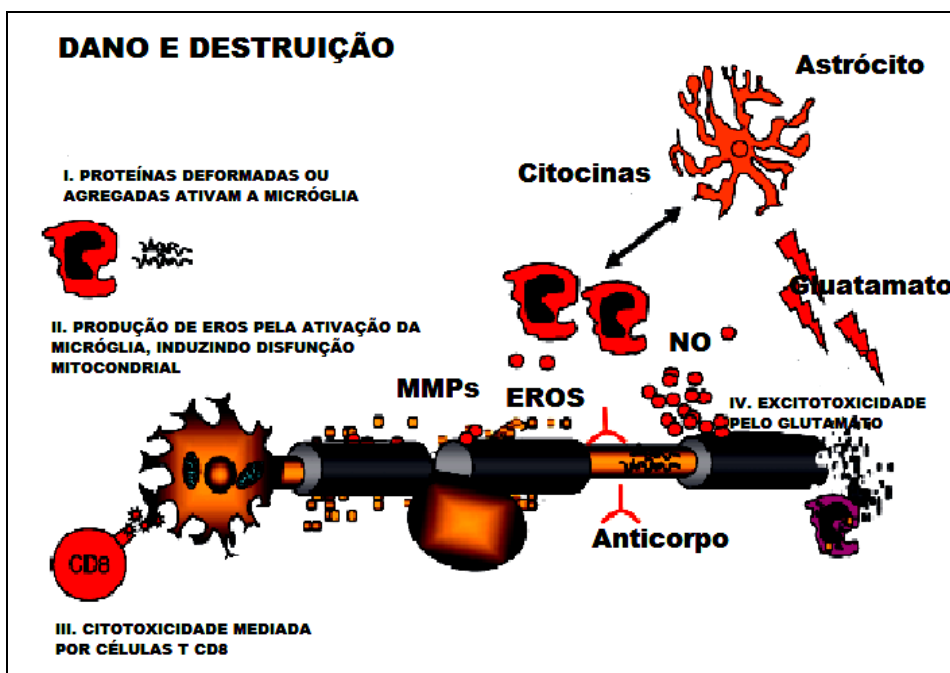 DANO E DESTRUIÇÃO
Astrócito
I. PROTEÍNAS DEFORMADAS OU
AGREGADAS ATIVAM A MICRÓGLIA
Citocinas
Gluatamato
II. PRODUÇÃO DE EROS PELA ATIVAÇÃO DA
MICRÓGLIA, INDUZINDO DISFUNÇÃO
MITOCONDRIAL
NO
MMPs
EROS
IV. EXCITOTOXICIDADE
PELO GLUTAMATO
Anticorpo
CD8
III. CITOTOXICIDADE MEDIADA
POR CÉLULAS T CD8